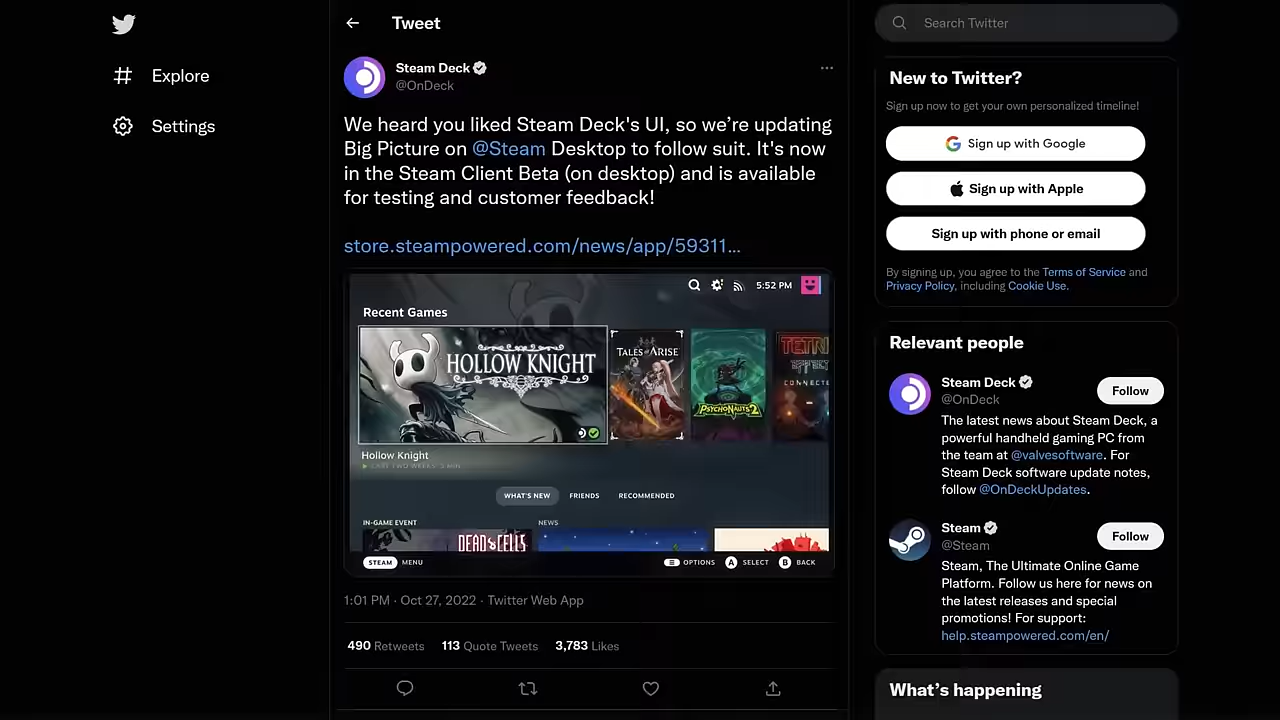 Explore
Settings
Tweet
Steam Deck
@OnDeck
We heard you liked Steam Deck's UI, so we’re updating
Big Picture on @Steam Desktop to follow suit. It's now
in the Steam Client Beta (on desktop) and is available
for testing and customer feedback!
store.steampowered.com/news/app/59311…
5:52 PM
Recent Games
HOLLOW KNIGHT
TALES of ARISE
PSYCHONAUTS 2
TETRI
EFFECT
CONNECTE
Hollow Knight
LAST TWO WEEKS: 3 MIN
WHAT'S NEW FRIENDS RECOMMENDED
IN-GAME EVENT NEWS
DEAD CELLS
STEAM MENU OPTIONS A SELECT B BACK
1:01 PM · Oct 27, 2022 · Twitter Web App
490 Retweets 113 Quote Tweets 3,783 Likes
Search Twitter
New to Twitter?
Sign up now to get your own personalized timeline!
Sign up with Google
Sign up with Apple
Sign up with phone or email
By signing up, you agree to the Terms of Service and
Privacy Policy, including Cookie Use.
Relevant people
Steam Deck
@OnDeck
Follow
The latest news about Steam Deck, a
powerful handheld gaming PC from
the team at @valvesoftware. For
Steam Deck software update notes,
follow @OnDeckUpdates.
Steam
@Steam
Follow
Steam, The Ultimate Online Game
Platform. Follow us here for news on
the latest releases and special
promotions! For support:
help.steampowered.com/en/
What’s happening